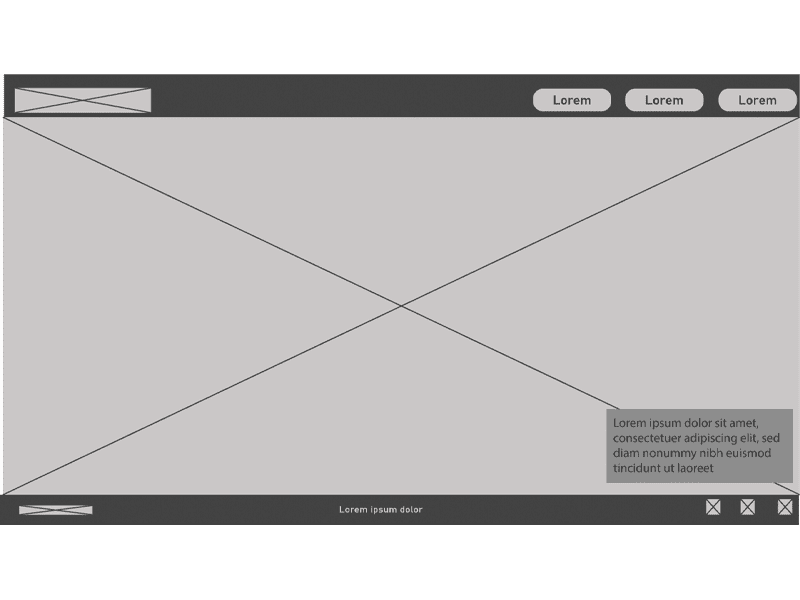 Lorem
Lorem
Lorem
Lorem ipsum dolor sit amet,
consectetuer adipiscing elit, sed
diam nonummy nibh euismod
tincidunt ut laoreet
Lorem ipsum dolor